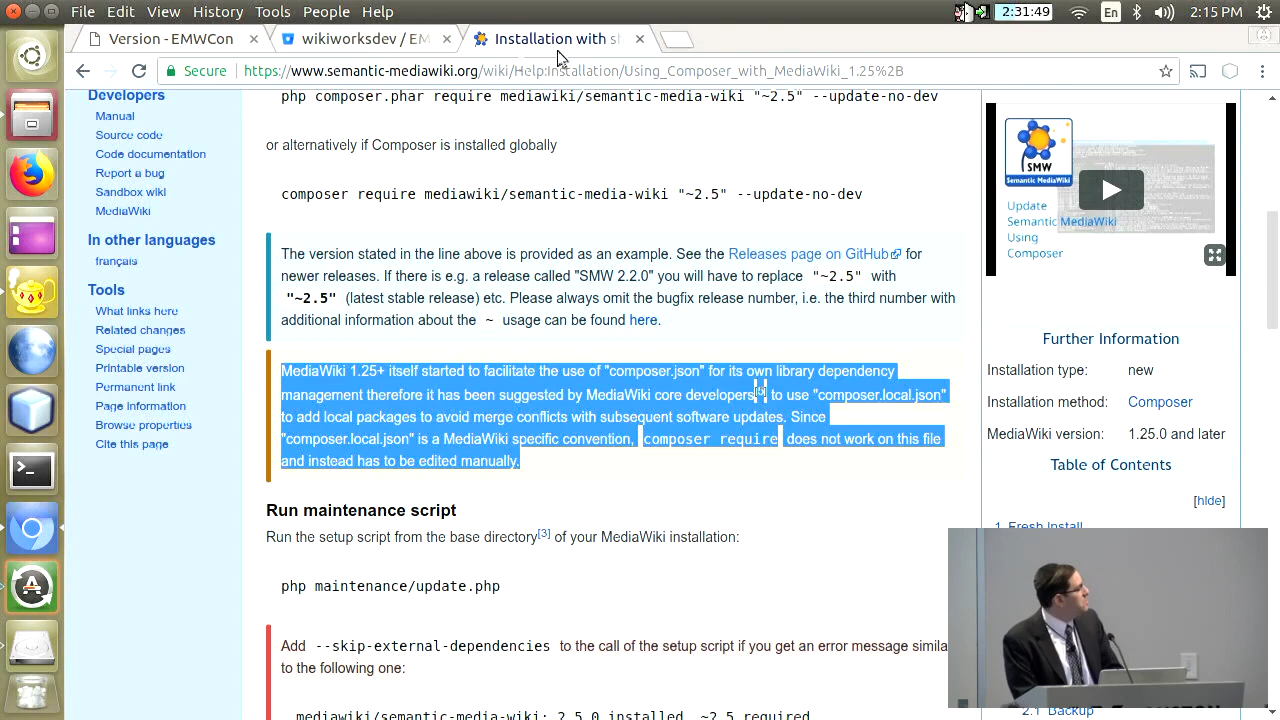 File Edit View History Tools People Help
2:31:49 En 2:15 PM
Version - EMWCon
wikiworksdev / EM
Installation with sh
Secure https://www.semantic-mediawiki.org/wiki/Help:Installation/Using_Composer_with_MediaWiki_1.25%2B
Developers
Manual
Source code
Code documentation
Report a bug
Sandbox wiki
MediaWiki
In other languages
français
Tools
What links here
Related changes
Special pages
Printable version
Permanent link
Browse properties
Cite this page
php composer.phar require mediawiki/semantic-media-wiki "~2.5" --update-no-dev
or alternatively if Composer is installed globally
composer require mediawiki/semantic-media-wiki "~2.5" --update-no-dev
The version stated in the line above is provided as an example. See the Releases page on GitHub for
newer releases. If there is e.g. a release called "SMW 2.2.0" you will have to replace "~2.5" with
"~2.5" (latest stable release) etc. Please always omit the bugfix release number, i.e. the third number with
additional information about the ~ usage can be found here.
MediaWiki 1.25+ itself started to facilitate the use of "composer.json" for its own library dependency
management therefore it has been suggested by MediaWiki core developers to use "composer.local.json"
to add local packages to avoid merge conflicts with subsequent software updates. Since
"composer.local.json" is a MediaWiki specific convention, composer require does not work on this file
and instead has to be edited manually.
Run maintenance script
Run the setup script from the base directory[3] of your MediaWiki installation:
php maintenance/update.php
Add --skip-external-dependencies to the call of the setup script if you get an error message simila
to the following one:
mediawiki/semantic-media-wiki: 2.5.0 installed, ~2.5 required.
SMW
Semantic MediaWiki
Update
Semantic MediaWiki
Using
Composer
Further Information
Installation type: new
Installation method: Composer
MediaWiki version: 1.25.0 and later
Table of Contents
[hide]
1 Fresh Install
2.1 Backup